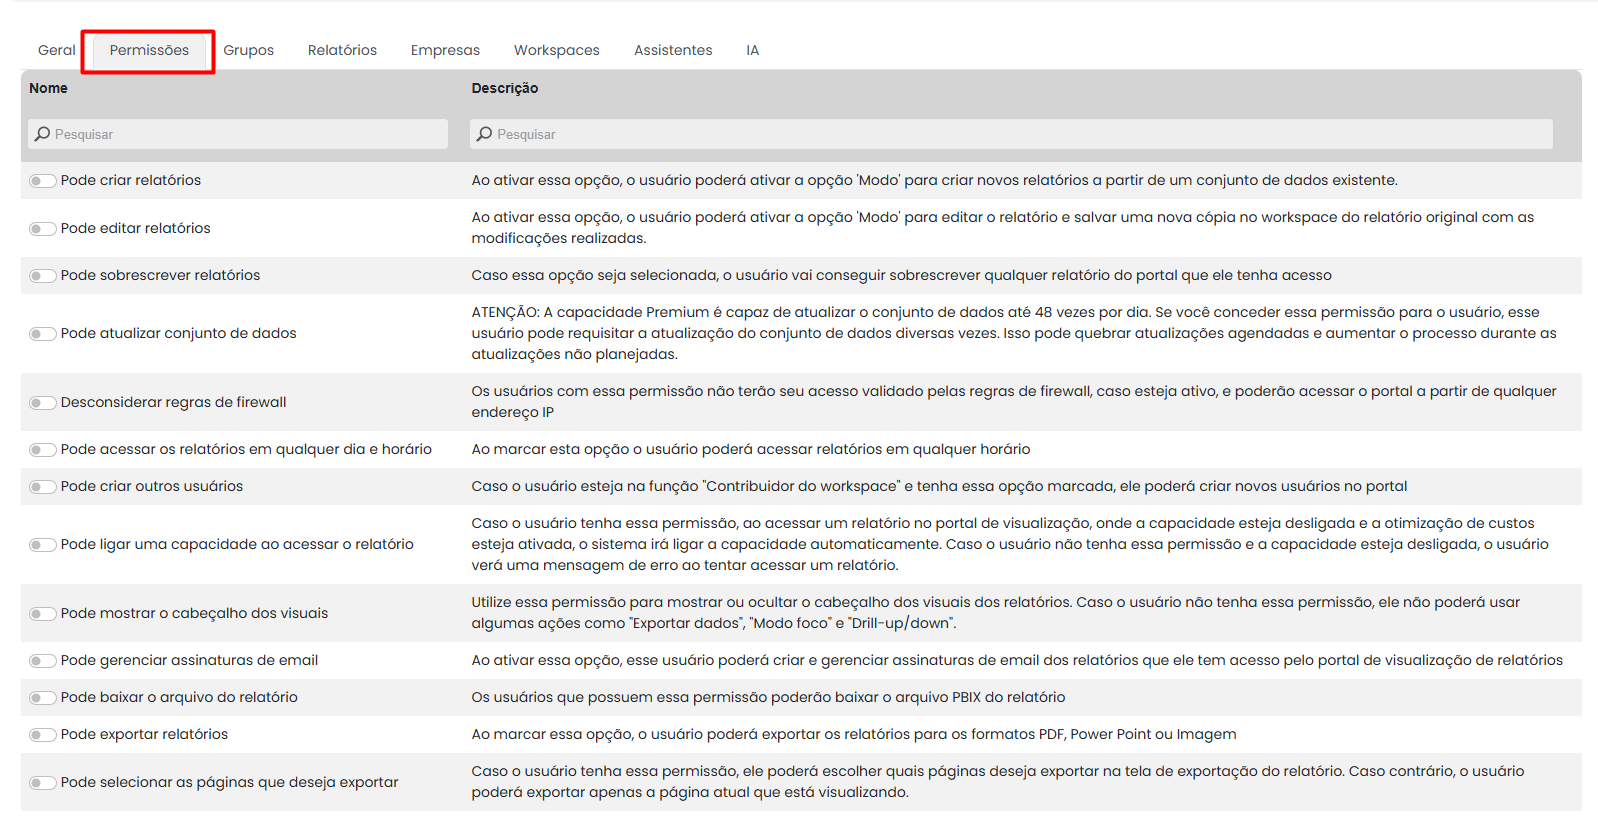 Geral Permissões Grupos Relatórios Empresas Workspaces Assistentes IA
Nome Descrição
Pesquisar Pesquisar
Pode criar relatórios Ao ativar essa opção, o usuário poderá ativar a opção 'Modo' para criar novos relatórios a partir de um conjunto de dados existente.
Pode editar relatórios Ao ativar essa opção, o usuário poderá ativar a opção 'Modo' para editar o relatório e salvar uma nova cópia no workspace do relatório original com as
modificações realizadas.
Pode sobrescrever relatórios Caso essa opção seja selecionada, o usuário vai conseguir sobrescrever qualquer relatório do portal que ele tenha acesso
Pode atualizar conjunto de dados ATENÇÃO: A capacidade Premium é capaz de atualizar o conjunto de dados até 48 vezes por dia. Se você conceder essa permissão para o usuário, esse
usuário pode requisitar a atualização do conjunto de dados diversas vezes. Isso pode quebrar atualizações agendadas e aumentar o processo durante as
atualizações não planejadas.
Desconsiderar regras de firewall Os usuários com essa permissão não terão seu acesso validado pelas regras de firewall, caso esteja ativo, e poderão acessar o portal a partir de qualquer
endereço IP
Pode acessar os relatórios em qualquer dia e horário Ao marcar esta opção o usuário poderá acessar relatórios em qualquer horário
Pode criar outros usuários Caso o usuário esteja na função "Contribuidor do workspace" e tenha essa opção marcada, ele poderá criar novos usuários no portal
Pode ligar uma capacidade ao acessar o relatório Caso o usuário tenha essa permissão, ao acessar um relatório no portal de visualização, onde a capacidade esteja desligada e a otimização de custos
esteja ativada, o sistema irá ligar a capacidade automaticamente. Caso o usuário não tenha essa permissão e a capacidade esteja desligada, o usuário
verá uma mensagem de erro ao tentar acessar um relatório.
Pode mostrar o cabeçalho dos visuais Utilize essa permissão para mostrar ou ocultar o cabeçalho dos visuais dos relatórios. Caso o usuário não tenha essa permissão, ele não poderá usar
algumas ações como "Exportar dados", "Modo foco" e "Drill-up/down".
Pode gerenciar assinaturas de email Ao ativar essa opção, esse usuário poderá criar e gerenciar assinaturas de email dos relatórios que ele tem acesso pelo portal de visualização de relatórios
Pode baixar o arquivo do relatório Os usuários que possuem essa permissão poderão baixar o arquivo PBIX do relatório
Pode exportar relatórios Ao marcar essa opção, o usuário poderá exportar os relatórios para os formatos PDF, Power Point ou Imagem
Pode selecionar as páginas que deseja exportar Caso o usuário tenha essa permissão, ele poderá escolher quais páginas deseja exportar na tela de exportação do relatório. Caso contrário, o usuário
poderá exportar apenas a página atual que está visualizando.